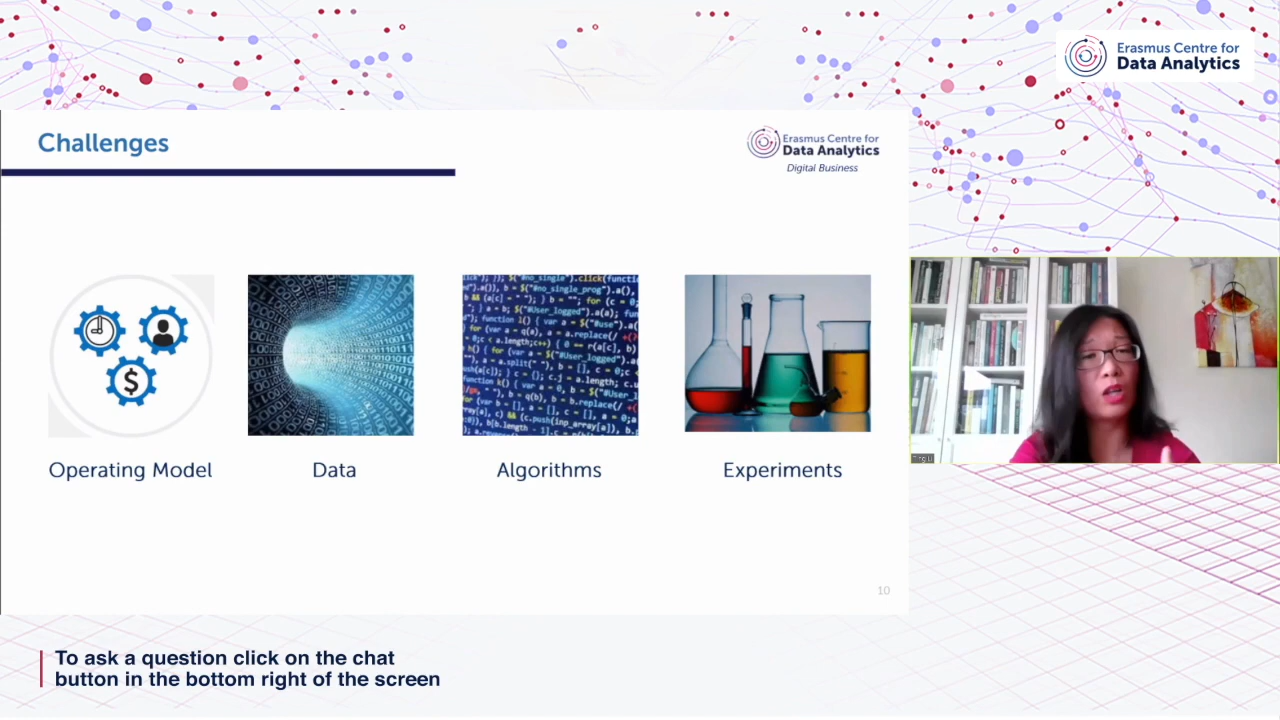 Erasmus Centre for
Data Analytics
Challenges
Erasmus Centre for
Data Analytics
Digital Business
Operating Model
Data
Algorithms
Experiments
10
To ask a question click on the chat
button in the bottom right of the screen